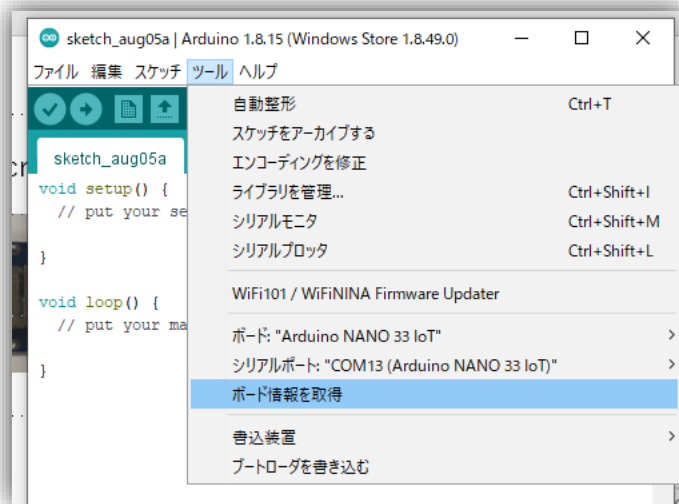 sketch_aug05a | Arduino 1.8.15 (Windows Store 1.8.49.0)
ファイル 編集 スケッチ ツール ヘルプ
自動整形 Ctrl+T
スケッチをアーカイブする
エンコーディングを修正
ライブラリを管理... Ctrl+Shift+I
シリアルモニタ Ctrl+Shift+M
シリアルプロッタ Ctrl+Shift+L
WiFi101 / WiFiNINA Firmware Updater
ボード: "Arduino NANO 33 IoT"
シリアルポート: "COM13 (Arduino NANO 33 IoT)"
ボード情報を取得
書込装置
ブートローダを書き込む
sketch_aug05a
void setup() {
// put your se
}
void loop() {
// put your ma
}